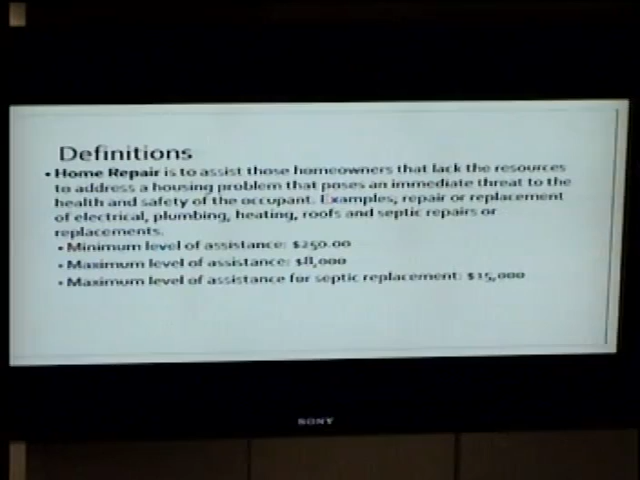 Definitions
• Home Repair is to assist those homeowners that lack the resources
to address a housing problem that poses an immediate threat to the
health and safety of the occupant. Examples; repair or replacement
of electrical, plumbing, heating, roofs and septic repairs or
replacements.
• Minimum level of assistance: $250.00
• Maximum level of assistance: $8,000
• Maximum level of assistance for septic replacement: $15,000
SONY